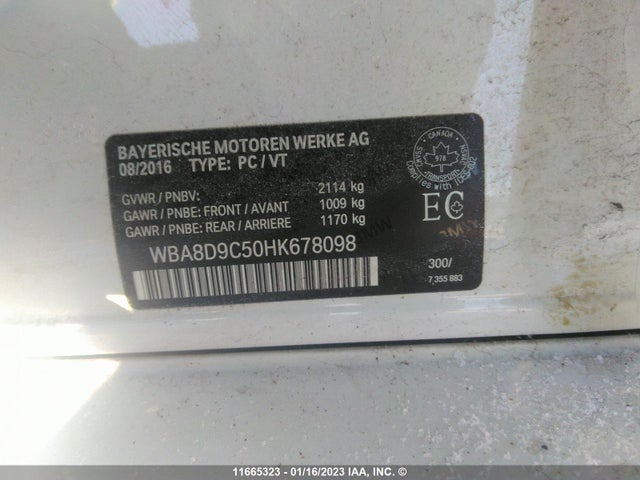 BAYERISCHE MOTOREN WERKE AG
08/2016 TYPE: PC / VT
GVWR / PNBV: 2114 kg
GAWR / PNBE: FRONT / AVANT 1009 kg
GAWR / PNBE: REAR / ARRIERE 1170 kg
WBA8D9C50HK678098
CANADA
978
TRANSPORT
EC
300/
7 355 883
11665323 - 01/16/2023 © IAA, INC. ©